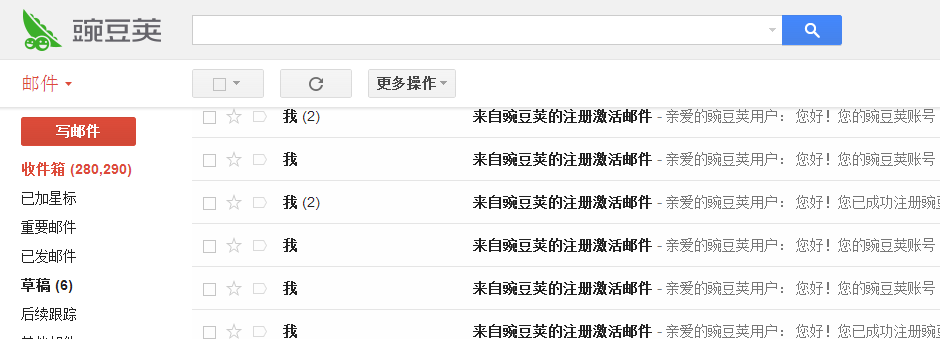 豌豆荚
邮件
更多操作
写邮件
收件箱 (280,290)
已加星标
重要邮件
已发邮件
草稿 (6)
后续跟踪
其他邮件
我 (2) 来自豌豆荚的注册激活邮件 - 亲爱的豌豆荚用户： 您好！您的豌豆荚账号
我 来自豌豆荚的注册激活邮件 - 亲爱的豌豆荚用户： 您好！您的豌豆荚账号
我 (2) 来自豌豆荚的注册激活邮件 - 亲爱的豌豆荚用户： 您好！您已成功注册豌
我 来自豌豆荚的注册激活邮件 - 亲爱的豌豆荚用户： 您好！您的豌豆荚账号
我 来自豌豆荚的注册激活邮件 - 亲爱的豌豆荚用户： 您好！您的豌豆荚账号
我 来自豌豆荚的注册激活邮件 - 亲爱的豌豆荚用户： 您好！您已成功注册豌